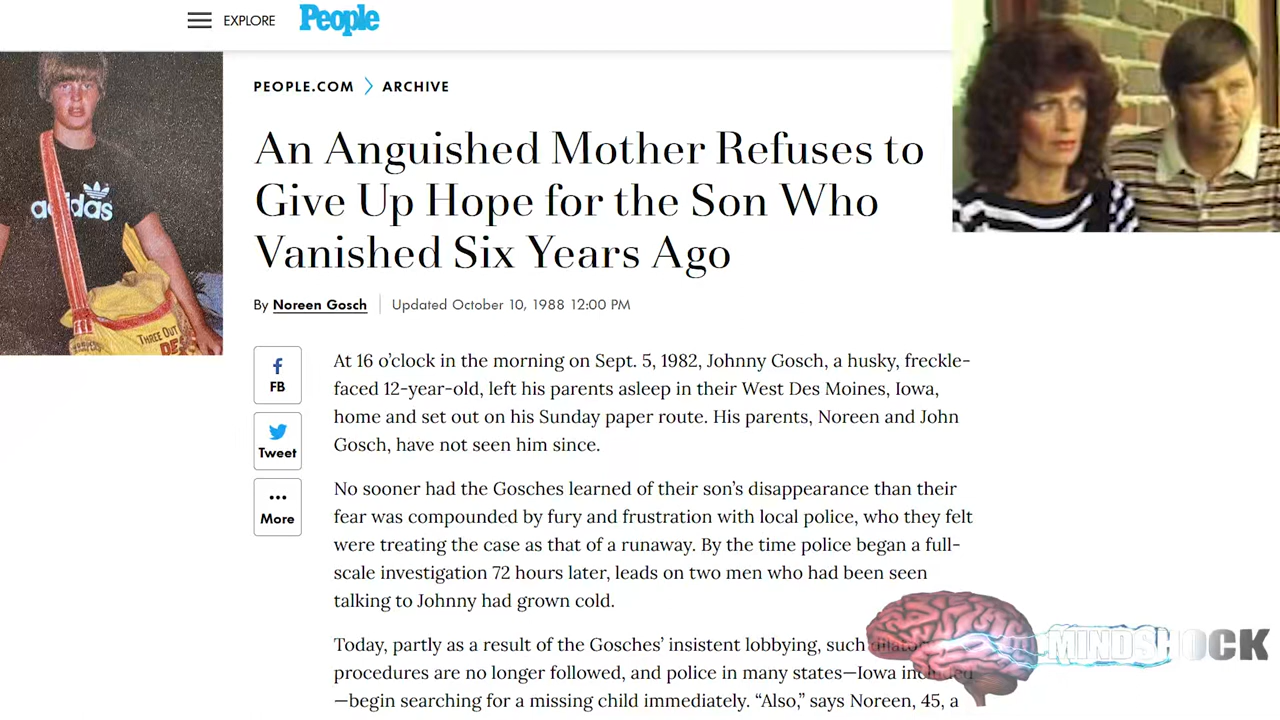 EXPLORE People
PEOPLE.COM > ARCHIVE
An Anguished Mother Refuses to
Give Up Hope for the Son Who
Vanished Six Years Ago
By Noreen Gosch | Updated October 10, 1988 12:00 PM
FB
Tweet
More
At 16 o'clock in the morning on Sept. 5, 1982, Johnny Gosch, a husky, freckle-
faced 12-year-old, left his parents asleep in their West Des Moines, Iowa,
home and set out on his Sunday paper route. His parents, Noreen and John
Gosch, have not seen him since.
No sooner had the Gosches learned of their son's disappearance than their
fear was compounded by fury and frustration with local police, who they felt
were treating the case as that of a runaway. By the time police began a full-
scale investigation 72 hours later, leads on two men who had been seen
talking to Johnny had grown cold.
Today, partly as a result of the Gosches' insistent lobbying, such
procedures are no longer followed, and police in many states—Iowa included
—begin searching for a missing child immediately. “Also,” says Noreen, 45, a
adidas
THREE OUT
DE
MINDSHOCK